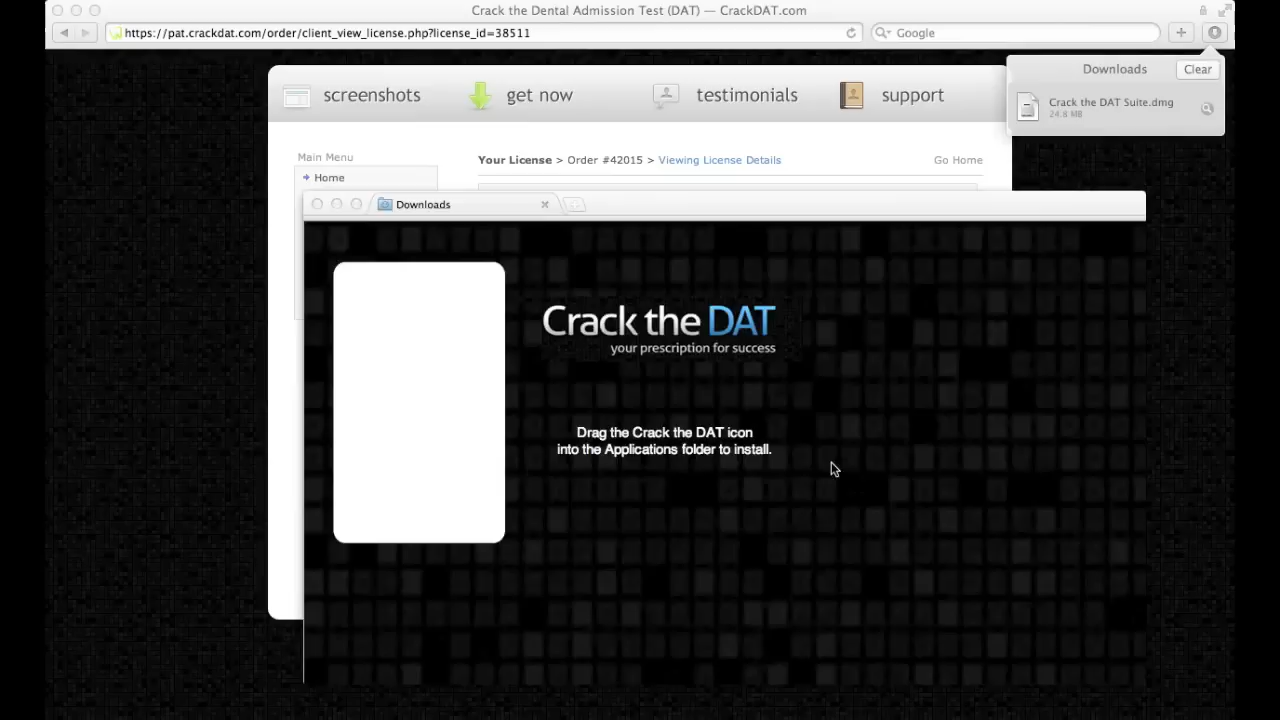 Crack the Dental Admission Test (DAT) — CrackDAT.com
https://pat.crackdat.com/order/client_view_license.php?license_id=38511
Google
Downloads
Clear
Crack the DAT Suite.dmg
24.8 MB
screenshots
get now
testimonials
support
Main Menu
Home
Your License > Order #42015 > Viewing License Details
Go Home
Downloads
Crack the DAT
your prescription for success
Drag the Crack the DAT icon
into the Applications folder to install.